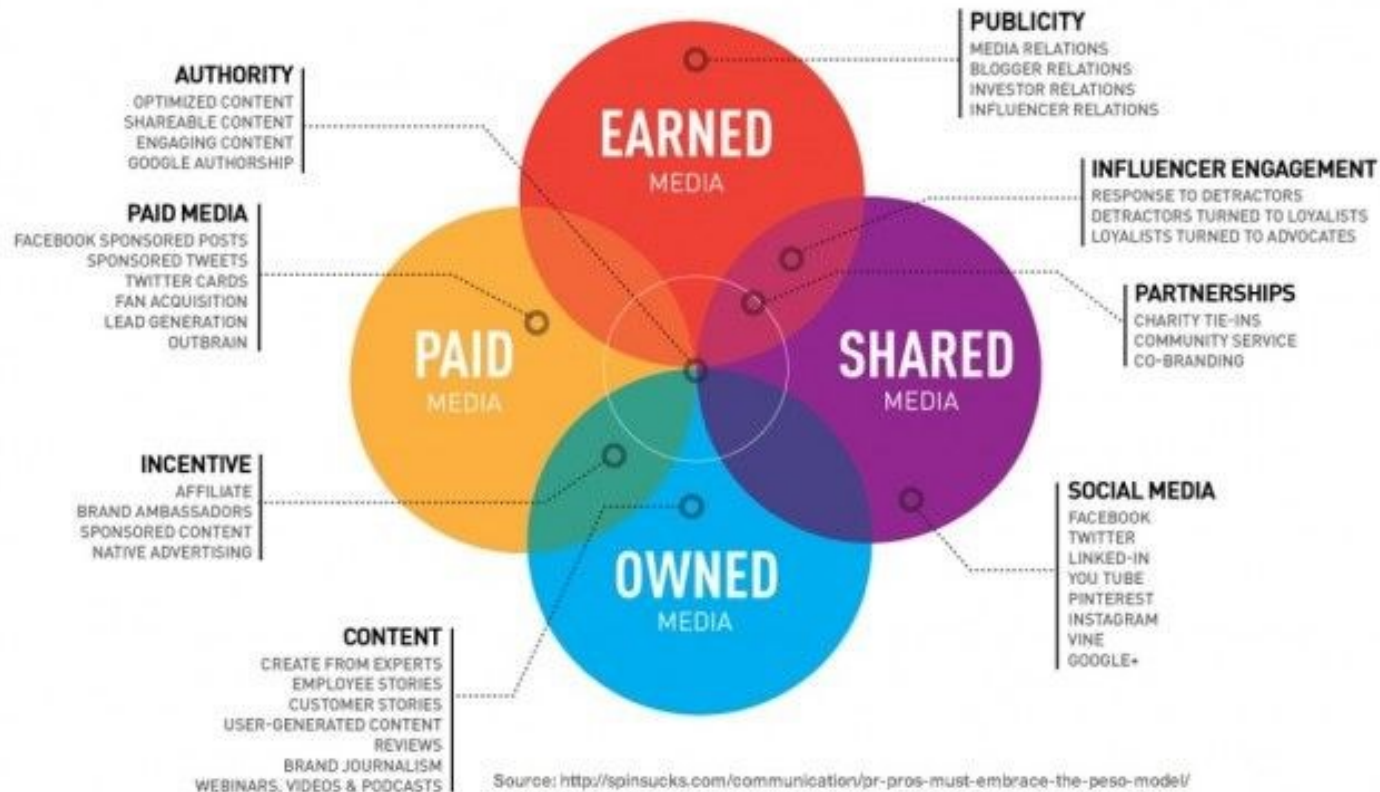 PUBLICITY
MEDIA RELATIONS
BLOGGER RELATIONS
INVESTOR RELATIONS
INFLUENCER RELATIONS
AUTHORITY
OPTIMIZED CONTENT
SHAREABLE CONTENT
ENGAGING CONTENT
GOOGLE AUTHORSHIP
EARNED
MEDIA
INFLUENCER ENGAGEMENT
RESPONSE TO DETRACTORS
DETRACTORS TURNED TO LOYALISTS
LOYALISTS TURNED TO ADVOCATES
PAID MEDIA
FACEBOOK SPONSORED POSTS
SPONSORED TWEETS
TWITTER CARDS
FAN ACQUISITION
LEAD GENERATION
OUTBRAIN
PARTNERSHIPS
CHARITY TIE-INS
COMMUNITY SERVICE
CO-BRANDING
PAID
MEDIA
SHARED
MEDIA
INCENTIVE
AFFILIATE
BRAND AMBASSADORS
SPONSORED CONTENT
NATIVE ADVERTISING
SOCIAL MEDIA
FACEBOOK
TWITTER
LINKED-IN
YOU TUBE
PINTEREST
INSTAGRAM
VINE
GOOGLE+
OWNED
MEDIA
CONTENT
CREATE FROM EXPERTS
EMPLOYEE STORIES
CUSTOMER STORIES
USER-GENERATED CONTENT
REVIEWS
BRAND JOURNALISM
WEBINARS, VIDEOS & PODCASTS
Source: http://spinsucks.com/communication/pr-pros-must-embrace-the-peso-model/